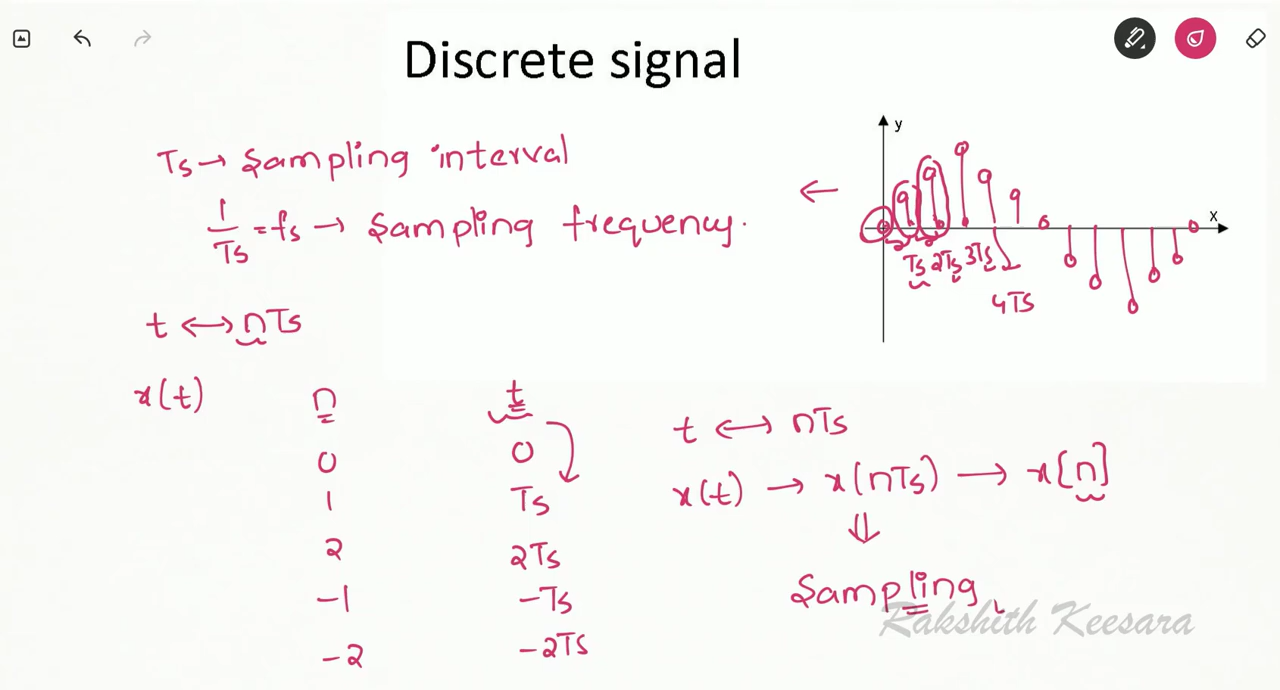 Discrete signal
Ts → Sampling interval
1/Ts = fs → Sampling frequency.
y
x
Ts 2Ts 3Ts
4Ts
t ↔ nTs
x(t)
n t
0 0
1 Ts
2 2Ts
-1 -Ts
-2 -2Ts
t ↔ nTs
x(t) → x(nTs) → x[n]
⇓
Sampling
Rakshith Keesara